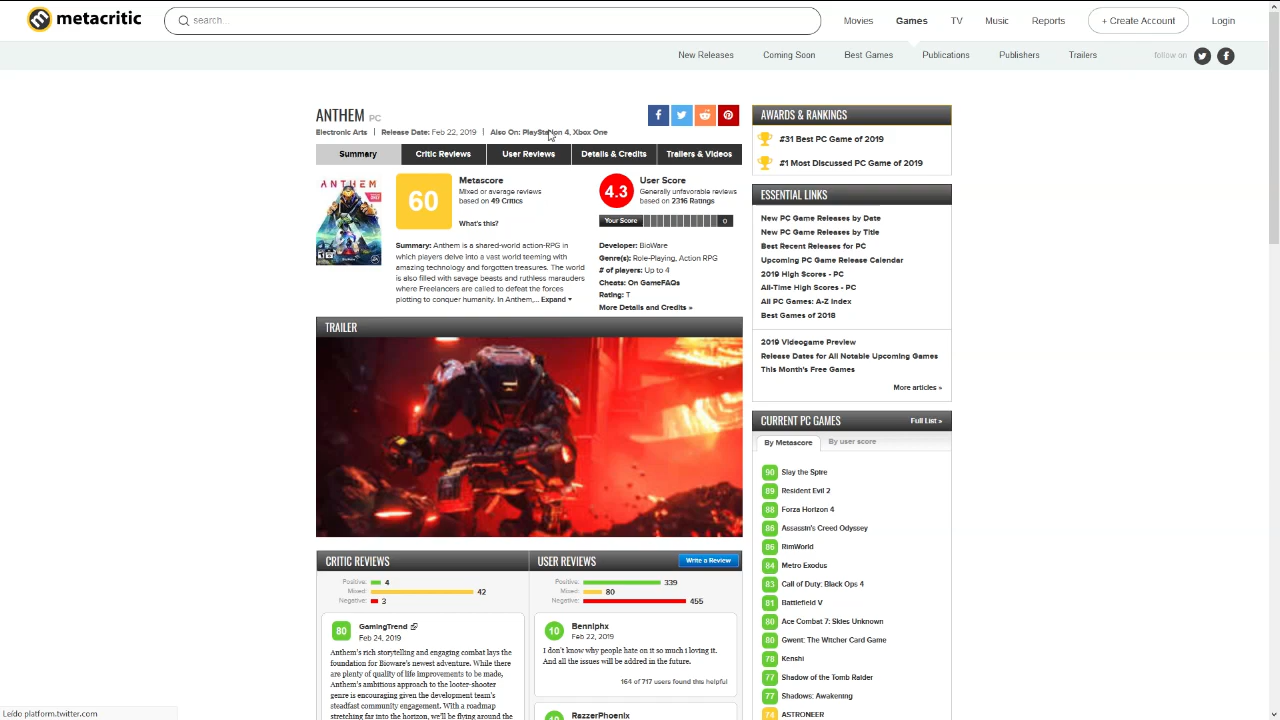 metacritic
search...
Movies
Games
TV
Music
Reports
+ Create Account
Login
New Releases
Coming Soon
Best Games
Publications
Publishers
Trailers
follow on
ANTHEM PC
Electronic Arts | Release Date: Feb 22, 2019 | Also On: PlayStation 4, Xbox One
Summary
Critic Reviews
User Reviews
Details & Credits
Trailers & Videos
ANTHEM
60
Metascore
Mixed or average reviews
based on 49 Critics
What's this?
Summary: Anthem is a shared-world action-RPG in
which players delve into a vast world teeming with
amazing technology and forgotten treasures. The world
is also filled with savage beasts and ruthless marauders
where Freelancers are called to defeat the forces
plotting to conquer humanity. In Anthem,... Expand
4.3
User Score
Generally unfavorable reviews
based on 2316 Ratings
Your Score
0
Developer: BioWare
Genre(s): Role-Playing, Action RPG
# of players: Up to 4
Cheats: On GameFAQs
Rating: T
More Details and Credits »
TRAILER
CRITIC REVIEWS
Positive: 4
Mixed: 42
Negative: 3
80
GamingTrend
Feb 24, 2019
Anthem's rich storytelling and engaging combat lays the
foundation for Bioware's newest adventure. While there
are plenty of quality of life improvements to be made,
Anthem's ambitious approach to the looter-shooter
genre is encouraging given the development team's
steadfast community engagement. With a roadmap
stretching far into the horizon, we'll be flying around the
USER REVIEWS
Write a Review
Positive: 339
Mixed: 80
Negative: 455
10
Benniphx
Feb 22, 2019
I don't know why people hate on it so much i loving it.
And all the issues will be addred in the future.
164 of 717 users found this helpful
10
RazzerPhoenix
AWARDS & RANKINGS
#31 Best PC Game of 2019
#1 Most Discussed PC Game of 2019
ESSENTIAL LINKS
New PC Game Releases by Date
New PC Game Releases by Title
Best Recent Releases for PC
Upcoming PC Game Release Calendar
2019 High Scores - PC
All-Time High Scores - PC
All PC Games: A-Z Index
Best Games of 2018
2019 Videogame Preview
Release Dates for All Notable Upcoming Games
This Month's Free Games
More articles »
CURRENT PC GAMES
Full List »
By Metascore
By user score
90 Slay the Spire
89 Resident Evil 2
88 Forza Horizon 4
86 Assassin's Creed Odyssey
86 RimWorld
84 Metro Exodus
83 Call of Duty: Black Ops 4
81 Battlefield V
80 Ace Combat 7: Skies Unknown
80 Gwent: The Witcher Card Game
78 Kenshi
77 Shadow of the Tomb Raider
77 Shadows: Awakening
74 ASTRONEER
Leído platform.twitter.com